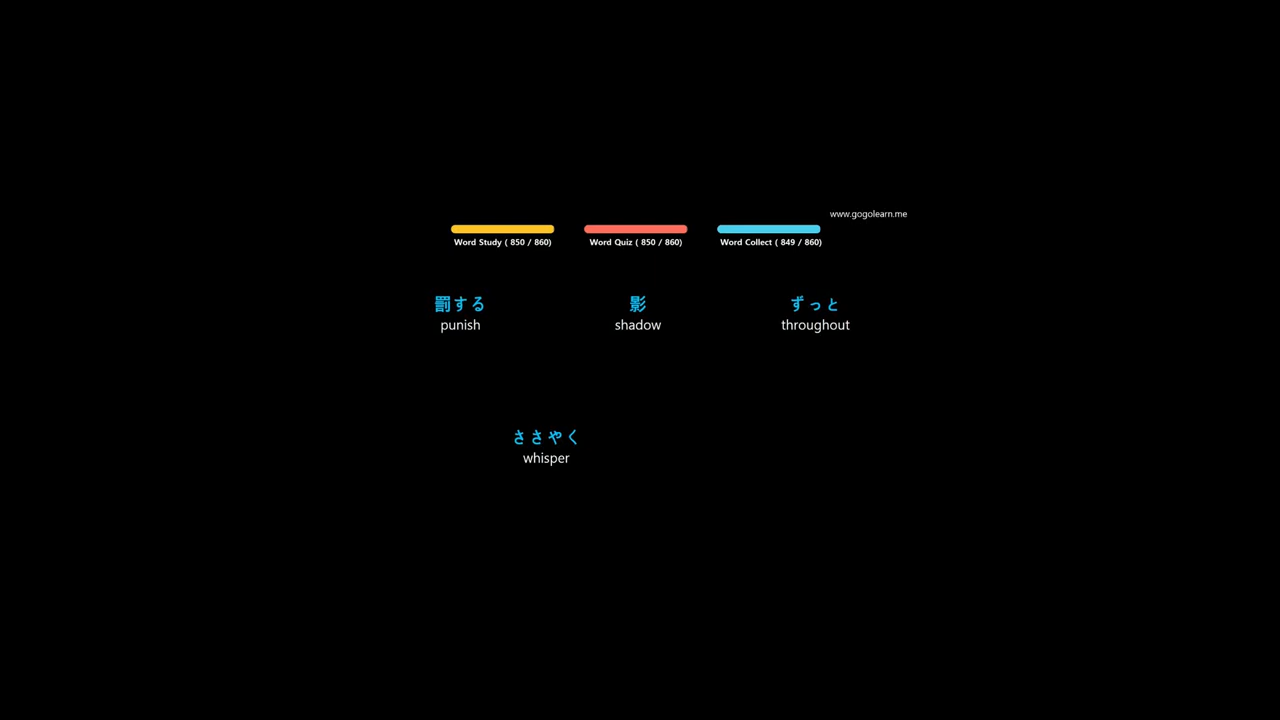 www.gogolearn.me
Word Study ( 850 / 860)
Word Quiz ( 850 / 860)
Word Collect ( 849 / 860)
罰する
punish
影
shadow
ずっと
throughout
ささやく
whisper